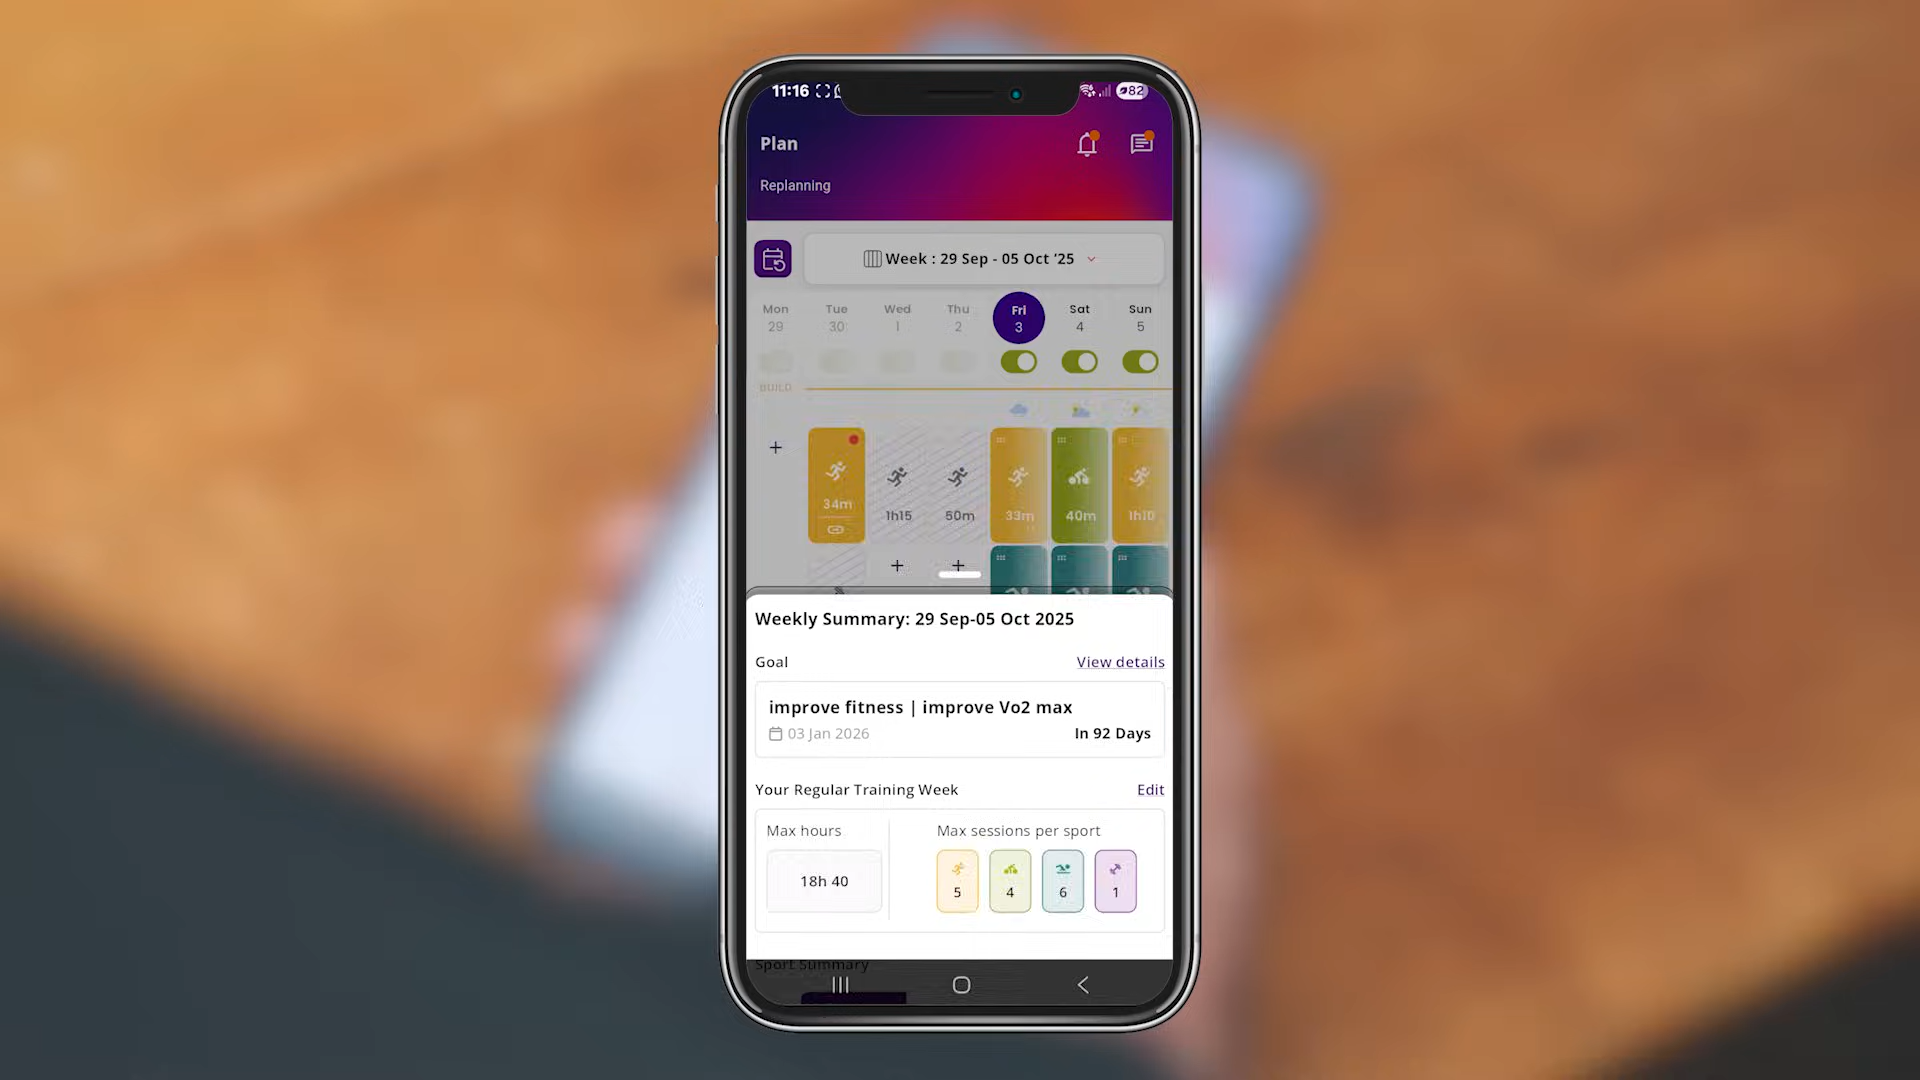 11:16
82
Plan
Replanning
Week : 29 Sep - 05 Oct '25
Mon Tue Wed Thu Fri Sat Sun
29 30 1 2 3 4 5
BUILD
+
34m 1h15 50m 33m 40m 1h10
+ +
Weekly Summary: 29 Sep-05 Oct 2025
Goal View details
improve fitness | improve Vo2 max
03 Jan 2026 In 92 Days
Your Regular Training Week Edit
Max hours Max sessions per sport
18h 40 5 4 6 1
Sport Summary